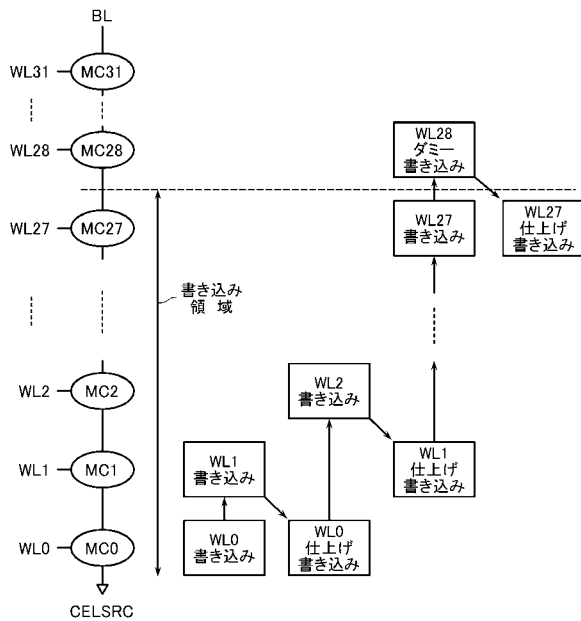 BL
WL31
MC31
WL28
MC28
WL27
MC27
WL2
MC2
WL1
MC1
WL0
MC0
CELSRC
書き込み
領 域
WL0
書き込み
WL1
書き込み
WL0
仕上げ
書き込み
WL2
書き込み
WL1
仕上げ
書き込み
WL27
書き込み
WL28
ダミー
書き込み
WL27
仕上げ
書き込み